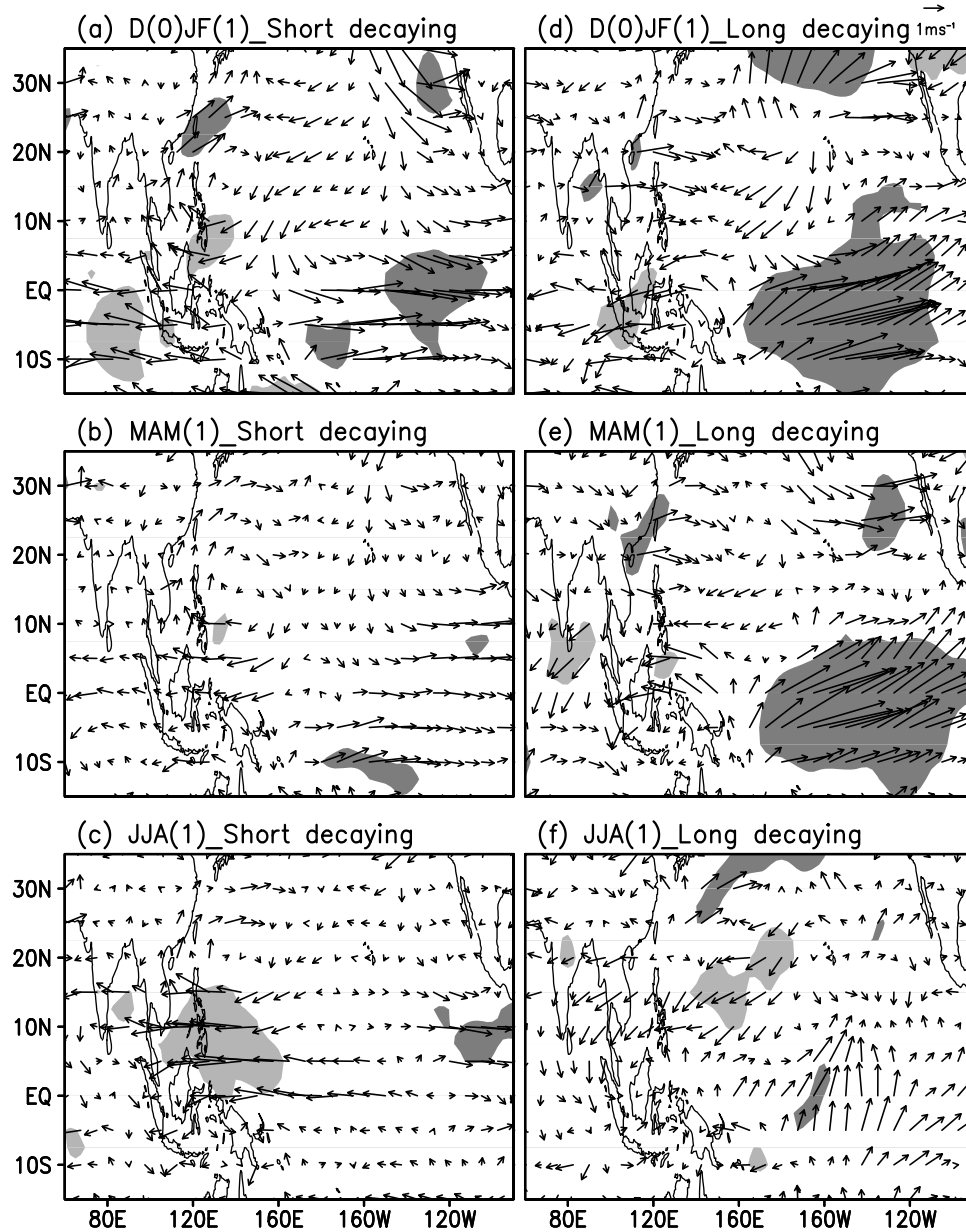 (a) D(0)JF(1)_Short decaying
(d) D(0)JF(1)_Long decaying
1ms⁻¹
30N
20N
10N
EQ
10S
(b) MAM(1)_Short decaying
(e) MAM(1)_Long decaying
30N
20N
10N
EQ
10S
(c) JJA(1)_Short decaying
(f) JJA(1)_Long decaying
30N
20N
10N
EQ
10S
80E 120E 160E 160W 120W 80E 120E 160E 160W 120W